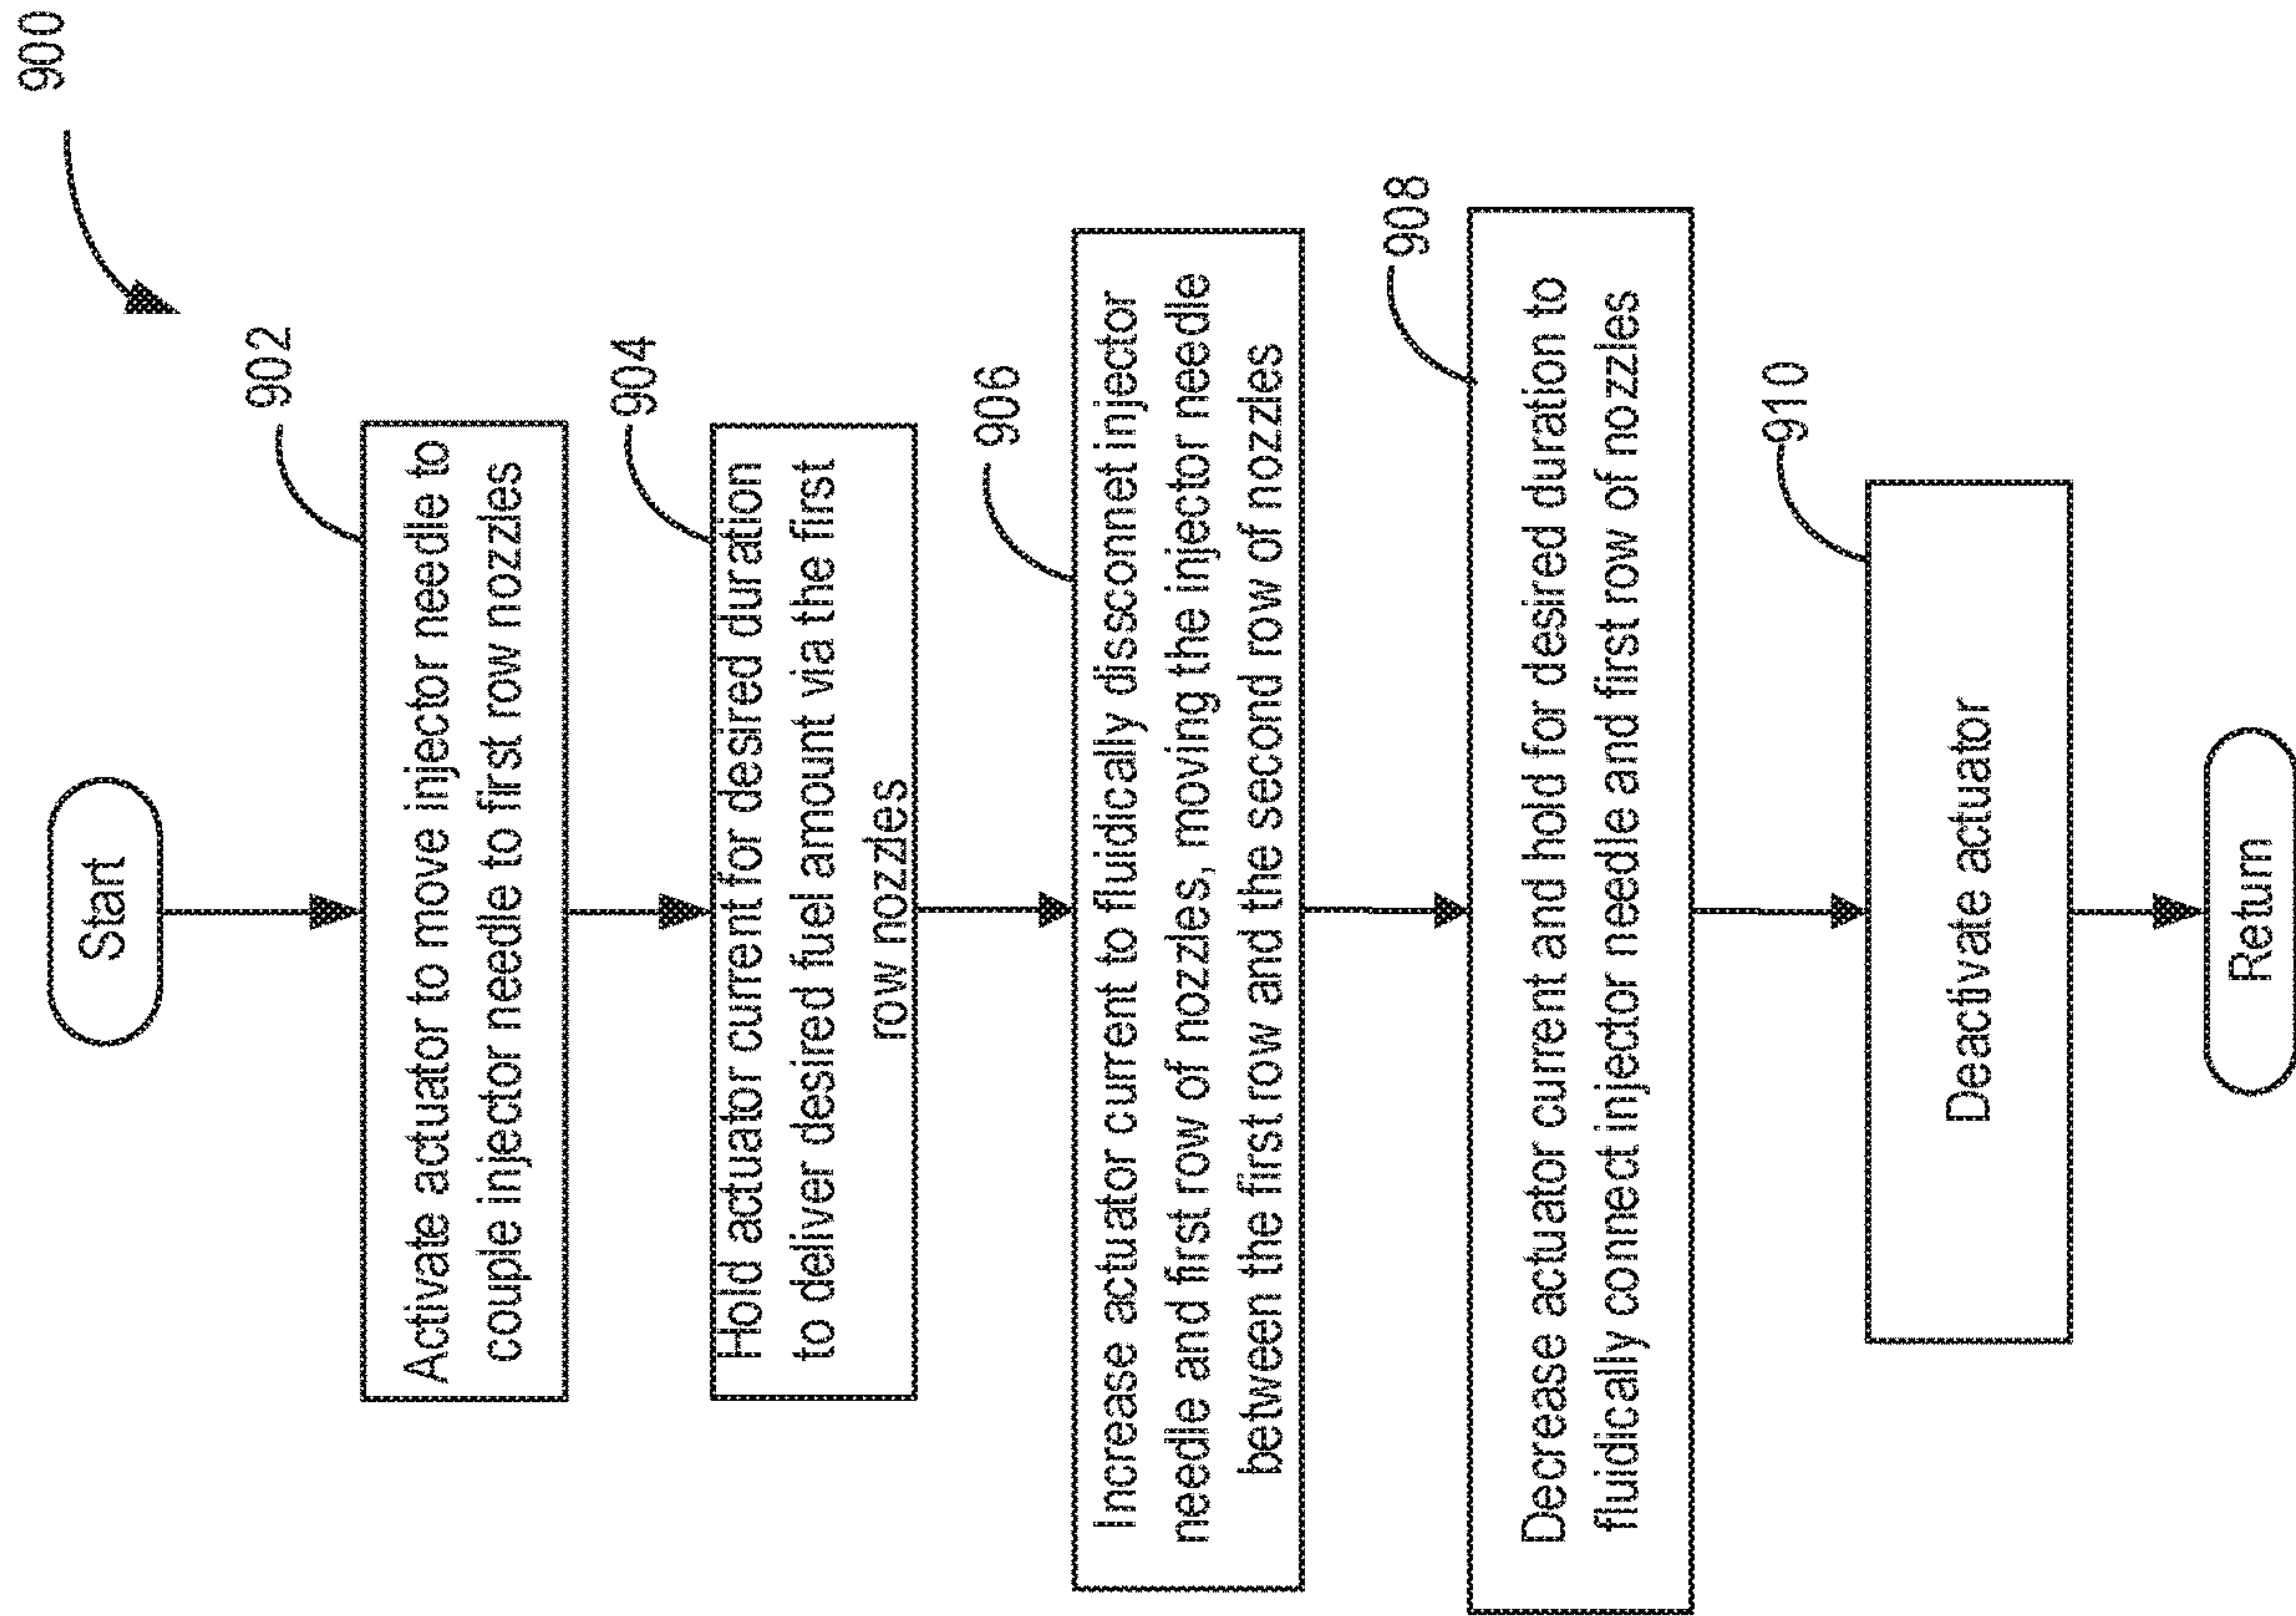 900
Start
902
Activate actuator to move injector needle to
couple injector needle to first row nozzles
904
Hold actuator current for desired duration
to deliver desired fuel amount via the first
row nozzles
906
Increase actuator current to fluidically dissconnet injector
needle and first row of nozzles, moving the injector needle
between the first row and the second row of nozzles
908
Decrease actuator current and hold for desired duration to
fluidically connect injector needle and first row of nozzles
910
Deactivate actuator
Return